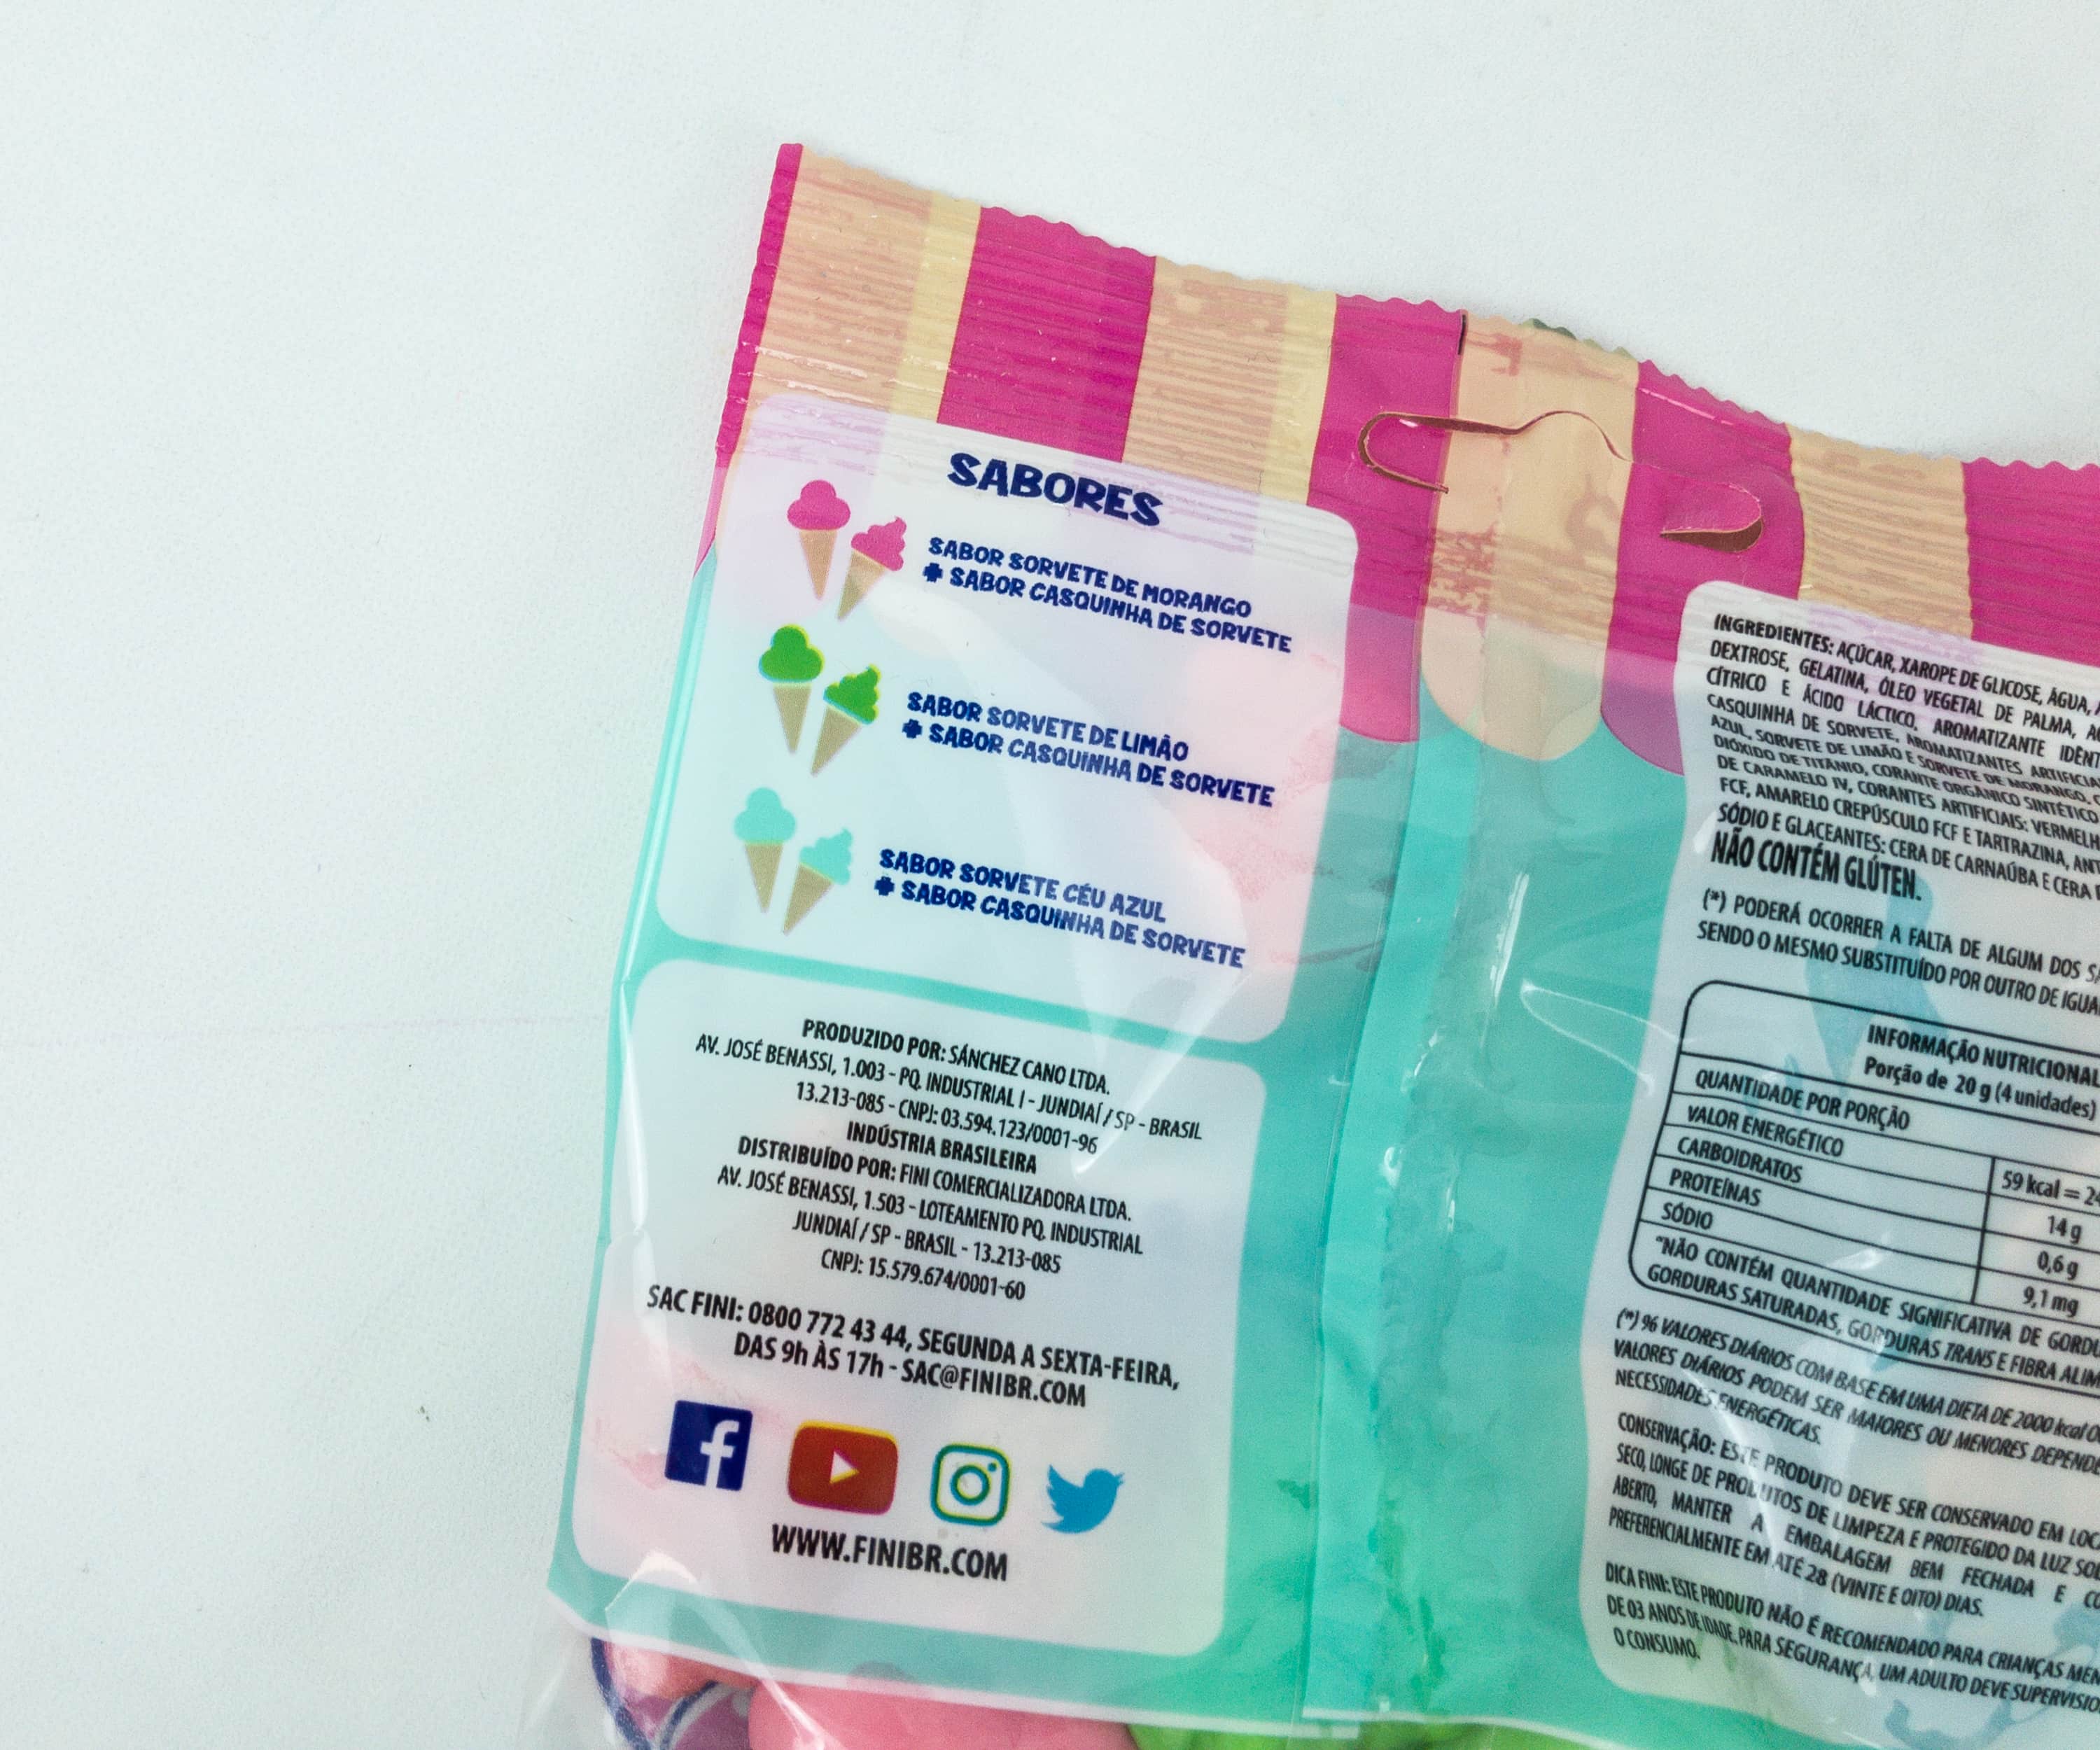 SABORES
SABOR SORVETE DE MORANGO
+ SABOR CASQUINHA DE SORVETE
SABOR SORVETE DE LIMÃO
+ SABOR CASQUINHA DE SORVETE
SABOR SORVETE CÉU AZUL
+ SABOR CASQUINHA DE SORVETE
PRODUZIDO POR: SÁNCHEZ CANO LTDA.
AV. JOSÉ BENASSI, 1.003 - PQ. INDUSTRIAL I - JUNDIAÍ / SP - BRASIL
13.213-085 - CNPJ: 03.594.123/0001-96
INDÚSTRIA BRASILEIRA
DISTRIBUÍDO POR: FINI COMERCIALIZADORA LTDA.
AV. JOSÉ BENASSI, 1.503 - LOTEAMENTO PQ. INDUSTRIAL
JUNDIAÍ / SP - BRASIL - 13.213-085
CNPJ: 15.579.674/0001-60
SAC FINI: 0800 772 43 44, SEGUNDA A SEXTA-FEIRA,
DAS 9h ÀS 17h - SAC@FINIBR.COM
WWW.FINIBR.COM
INGREDIENTES: AÇÚCAR, XAROPE DE GLICOSE, ÁGUA,
DEXTROSE, GELATINA, ÓLEO VEGETAL DE PALMA,
CÍTRICO E ÁCIDO LÁCTICO, AROMATIZANTE
CASQUINHA DE SORVETE, AROMATIZANTES
AZUL, SORVETE DE LIMÃO E SORVETE DE MORANGO,
DIÓXIDO DE TITÂNIO, CORANTE ORGÂNICO SINTÉTICO
DE CARAMELO IV, CORANTES ARTIFICIAIS:
FCF, AMARELO CREPÚSCULO FCF E TARTRAZINA,
SÓDIO E GLACEANTES: CERA DE CARNAÚBA E CERA
NÃO CONTÉM GLÚTEN.
(*) PODERÁ OCORRER A FALTA DE ALGUM DOS
SENDO O MESMO SUBSTITUÍDO POR OUTRO DE
INFORMAÇÃO NUTRICIONAL
Porção de 20 g (4 unidades)
QUANTIDADE POR PORÇÃO
VALOR ENERGÉTICO 59 kcal =
CARBOIDRATOS 14 g
PROTEÍNAS 0,6 g
SÓDIO 9,1 mg
"NÃO CONTÉM QUANTIDADE SIGNIFICATIVA DE
GORDURAS SATURADAS, GORDURAS TRANS E FIBRA
(*) % VALORES DIÁRIOS COM BASE EM UMA DIETA DE 2000 kcal
VALORES DIÁRIOS PODEM SER MAIORES OU MENORES
NECESSIDADES ENERGÉTICAS.
CONSERVAÇÃO: ESTE PRODUTO DEVE SER CONSERVADO EM
SECO, LONGE DE PRODUTOS DE LIMPEZA E PROTEGIDO DA LUZ
ABERTO, MANTER A EMBALAGEM BEM FECHADA E
PREFERENCIALMENTE EM ATÉ 28 (VINTE E OITO) DIAS.
DICA FINI: ESTE PRODUTO NÃO É RECOMENDADO PARA CRIANÇAS
DE 03 ANOS DE IDADE. PARA SEGURANÇA, UM ADULTO DEVE
O CONSUMO.